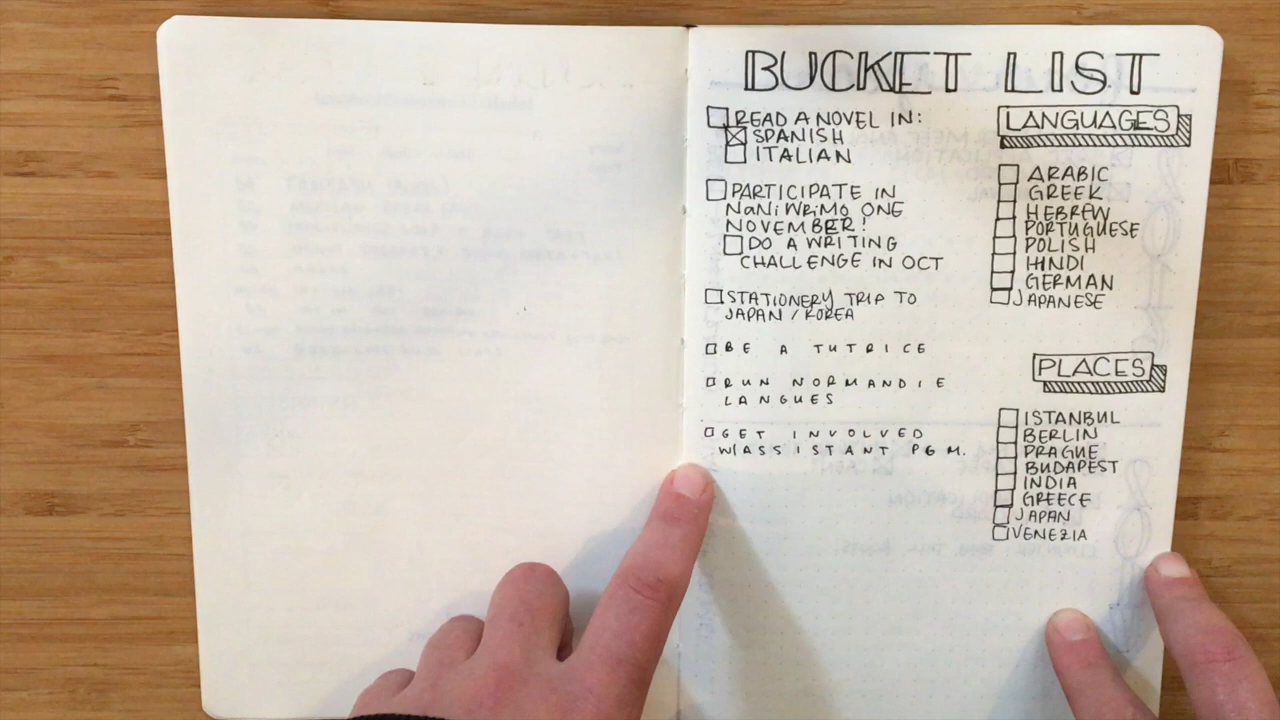 BUCKET LIST
READ A NOVEL IN:
SPANISH
ITALIAN
PARTICIPATE IN
NaNiWRiMo ONE
NOVEMBER!
DO A WRITING
CHALLENGE IN OCT
STATIONERY TRIP TO
JAPAN / KOREA
BE A TUTRICE
RUN NORMANDIE
LANGUES
GET INVOLVED
W/ASSISTANT PGM.
LANGUAGES
ARABIC
GREEK
HEBREW
PORTUGUESE
POLISH
HINDI
GERMAN
JAPANESE
PLACES
ISTANBUL
BERLIN
PRAGUE
BUDAPEST
INDIA
GREECE
JAPAN
VENEZIA